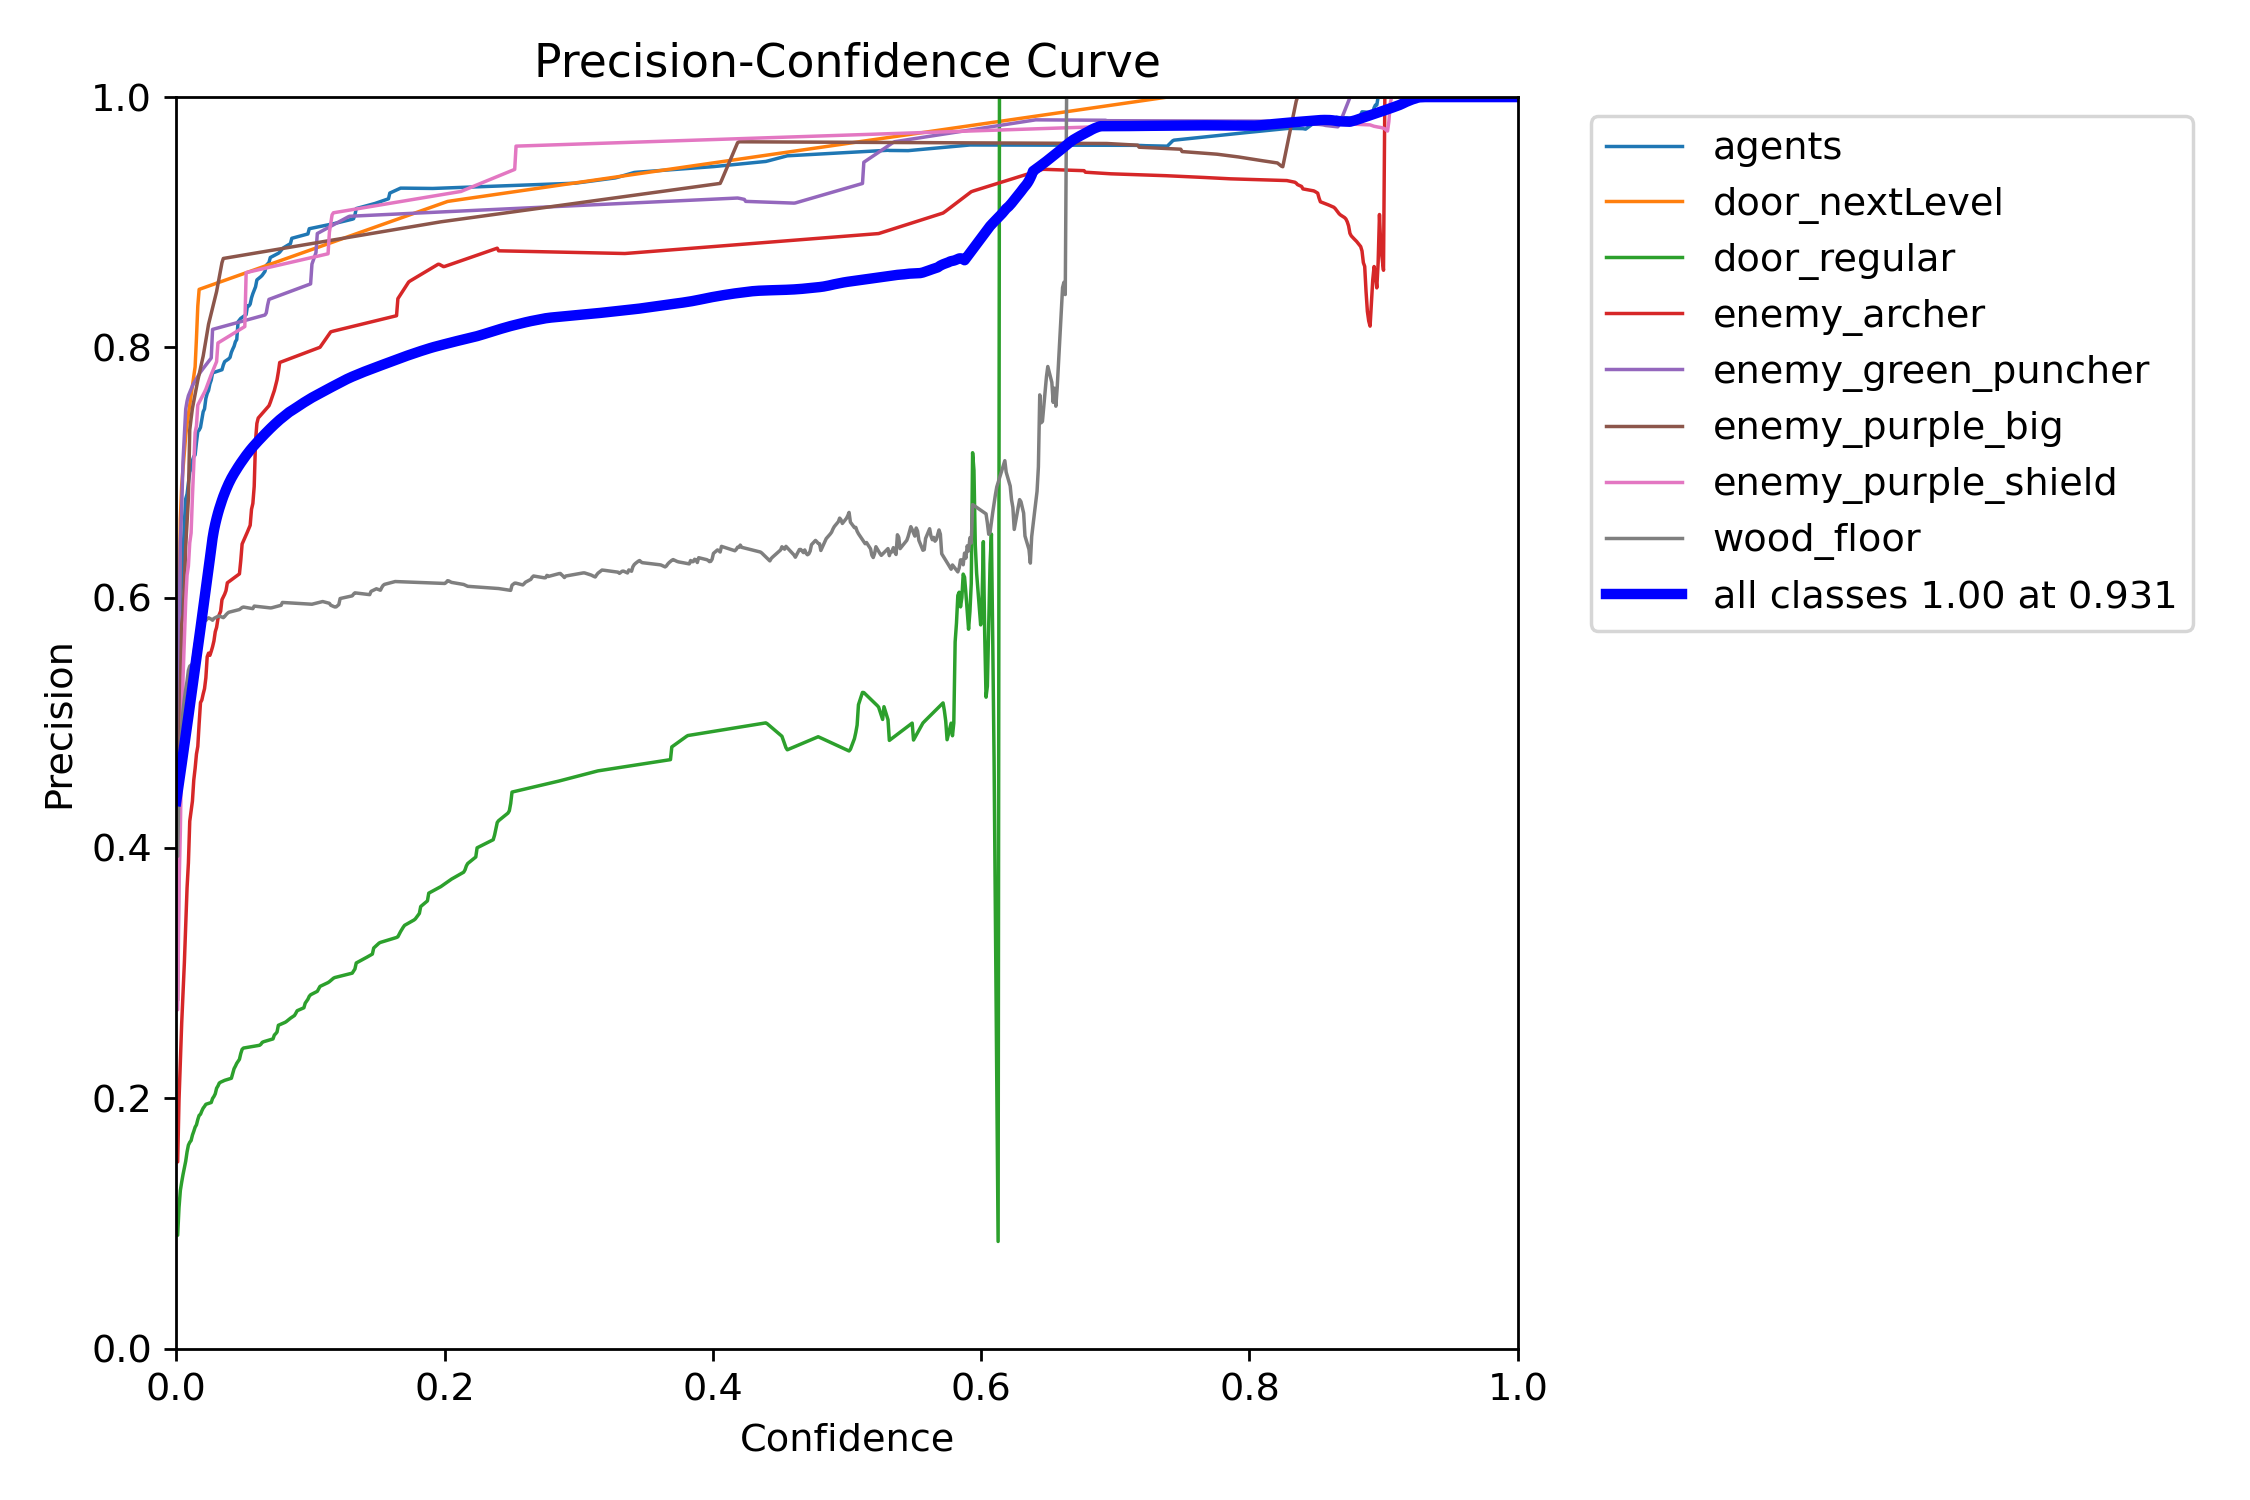 Precision-Confidence Curve
1.0
0.8
0.6
0.4
0.2
0.0
Precision
0.0 0.2 0.4 0.6 0.8 1.0
Confidence
agents
door_nextLevel
door_regular
enemy_archer
enemy_green_puncher
enemy_purple_big
enemy_purple_shield
wood_floor
all classes 1.00 at 0.931